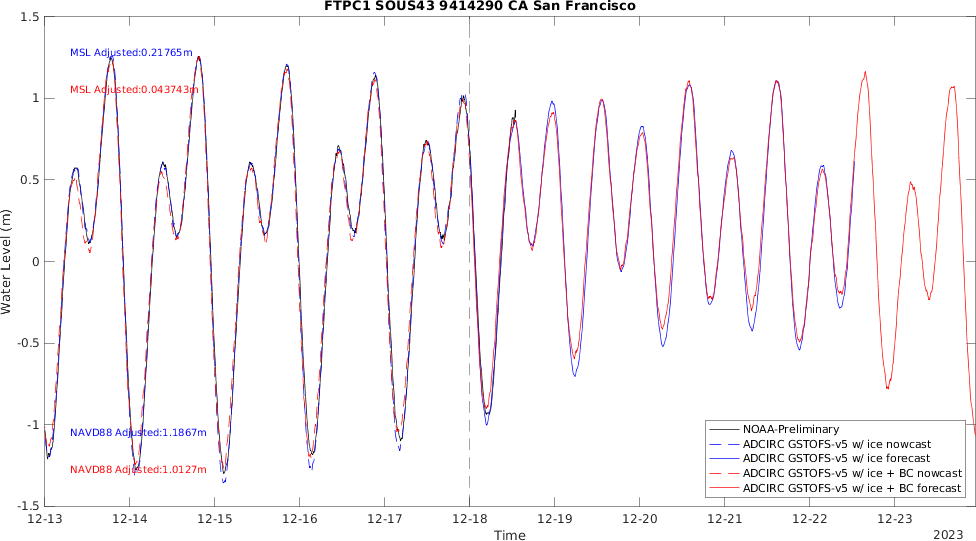 FTPC1 SOUS43 9414290 CA San Francisco
1.5
MSL Adjusted:0.21765m
MSL Adjusted:0.043743m
1
0.5
0
Water Level (m)
-0.5
-1
NAVD88 Adjusted:1.1867m
NAVD88 Adjusted:1.0127m
-1.5
NOAA-Preliminary
ADCIRC GSTOFS-v5 w/ ice nowcast
ADCIRC GSTOFS-v5 w/ ice forecast
ADCIRC GSTOFS-v5 w/ ice + BC nowcast
ADCIRC GSTOFS-v5 w/ ice + BC forecast
12-13 12-14 12-15 12-16 12-17 12-18 12-19 12-20 12-21 12-22 12-23
Time
2023